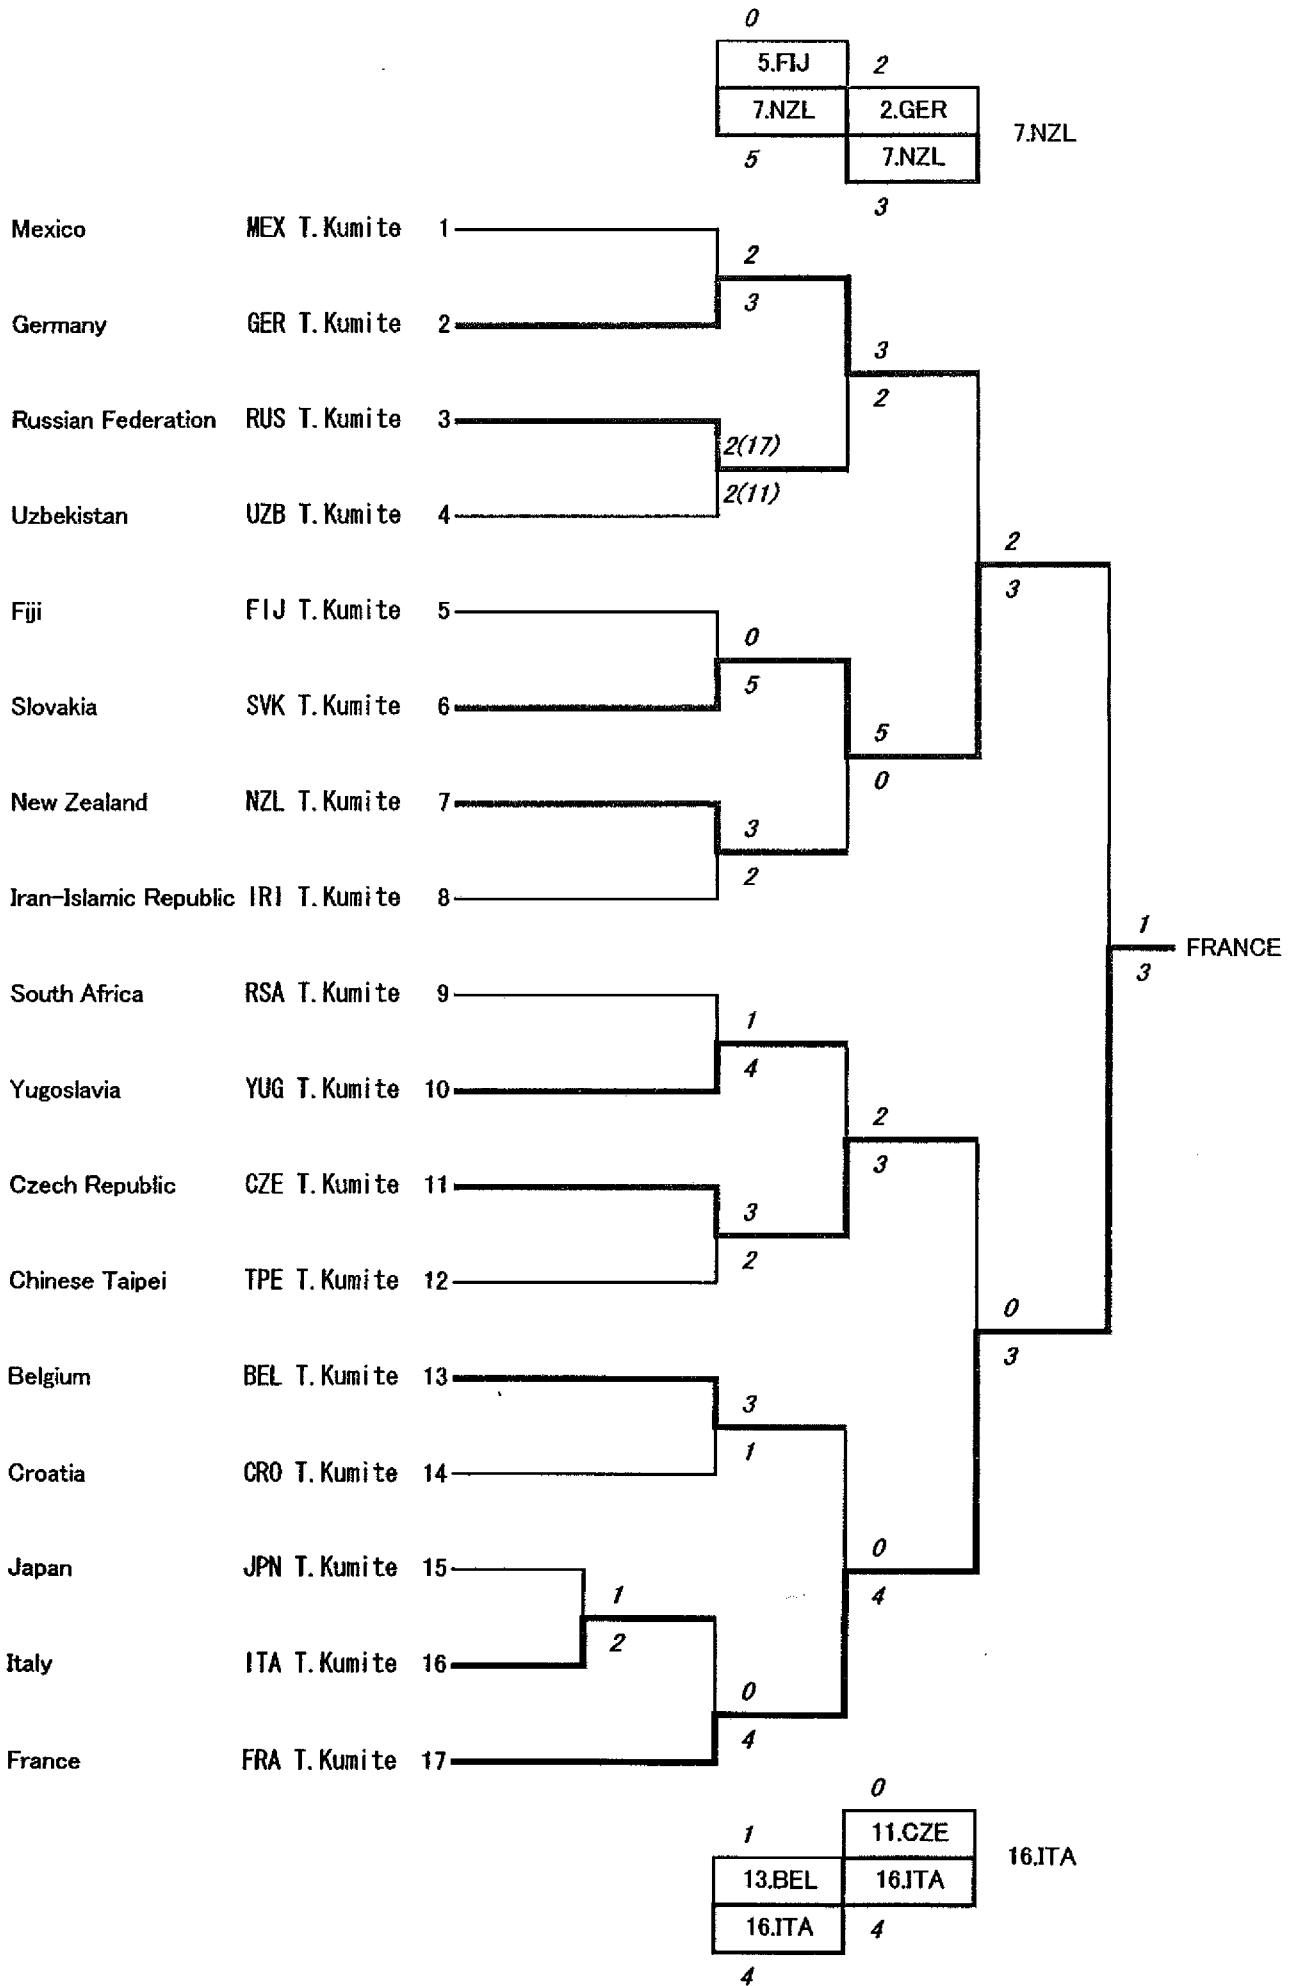 0
5.FIJ 2
7.NZL 2.GER 7.NZL
5 7.NZL
3
Mexico MEX T.Kumite 1
2
3
Germany GER T.Kumite 2
3
2
Russian Federation RUS T.Kumite 3
2(17)
2(11)
Uzbekistan UZB T.Kumite 4
2
3
Fiji FIJ T.Kumite 5
0
5
Slovakia SVK T.Kumite 6
5
0
New Zealand NZL T.Kumite 7
3
2
Iran-Islamic Republic IRI T.Kumite 8
1
FRANCE
3
South Africa RSA T.Kumite 9
1
4
Yugoslavia YUG T.Kumite 10
2
3
Czech Republic CZE T.Kumite 11
3
2
Chinese Taipei TPE T.Kumite 12
0
3
Belgium BEL T.Kumite 13
3
1
Croatia CRO T.Kumite 14
0
4
Japan JPN T.Kumite 15
1
2
Italy ITA T.Kumite 16
0
4
France FRA T.Kumite 17
0
1 11.CZE 16.ITA
13.BEL 16.ITA
16.ITA 4
4